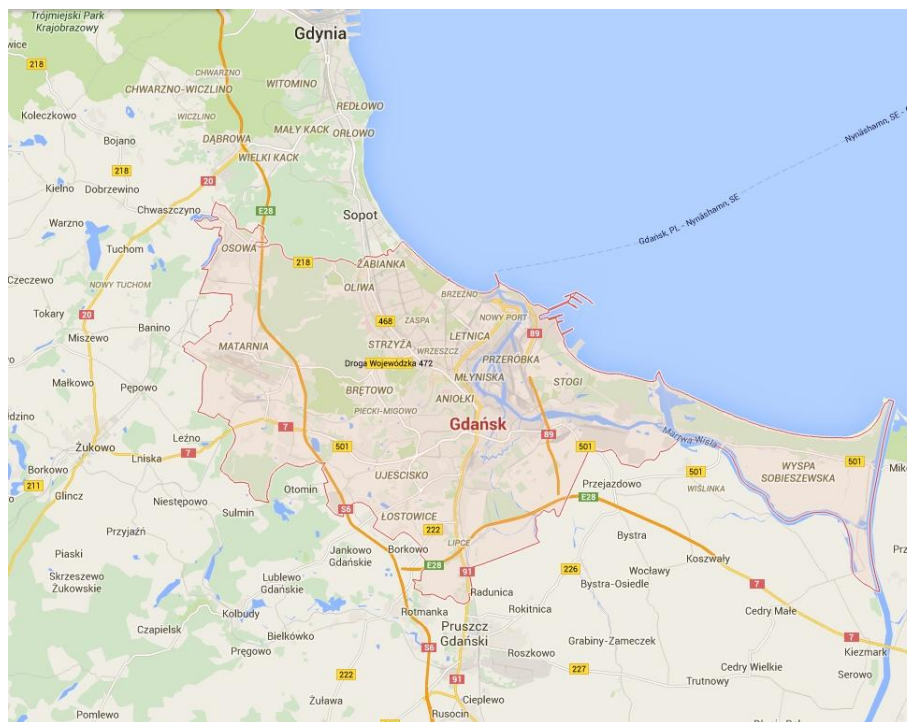 Trójmiejski Park
Krajobrazowy
Gdynia
218
CHWARZNO
WITOMINO
CHWARZNO-WICZLINO
REDŁOWO
Koleczkowo
WICZLINO
MAŁY KACK
ORŁOWO
Bojano
DĄBROWA
218
WIELKI KACK
Nynäshamn, SE
20
Kielno
Dobrzewino
Chwaszczyno
E28
Sopot
Warzno
Gdańsk, PL - Nynäshamn, SE
Tuchom
OSOWA
218
ŻABIANKA
NOWY TUCHOM
OLIWA
BRZEŹNO
Czeczewo
Tokary
20
Banino
468
ZASPA
NOWY PORT
LETNICA
89
Miszewo
MATARNIA
STRZYŻA
WRZESZCZ
PRZERÓBKA
Droga Wojewódzka 472
Małkowo
Pępowo
MŁYNISKA
STOGI
BRĘTOWO
ANIOŁKI
PIECKI-MIGOWO
Gdańsk
Żukowo
Leźno
7
89
Martwa Wisła
Lniska
7
501
501
501
501
WYSPA
SOBIESZEWSKA
Borkowo
211
Glincz
Otomin
UJEŚCISKO
Przejazdowo
WIŚLINKA
Niestępowo
Sulmin
S6
ŁOSTOWICE
E28
Przyjaźń
222
Bystra
Piaski
Jankowo
Gdańskie
Borkowo
LIPCE
Koszwały
Skrzeszewo
Żukowskie
Lublewo
Gdańskie
E28
91
226
Wocławy
Bystra-Osiedle
7
Radunica
Kolbudy
Rotmanka
Rokitnica
Cedry Małe
Czapielsk
Bielkówko
Pruszcz
Gdański
Grabiny-Zameczek
7
Pręgowo
S6
Roszkowo
Kiezmark
222
227
Cedry Wielkie
91
Trutnowy
Serowo
Żuława
Cieplewo
Pomlewo
Rusocin